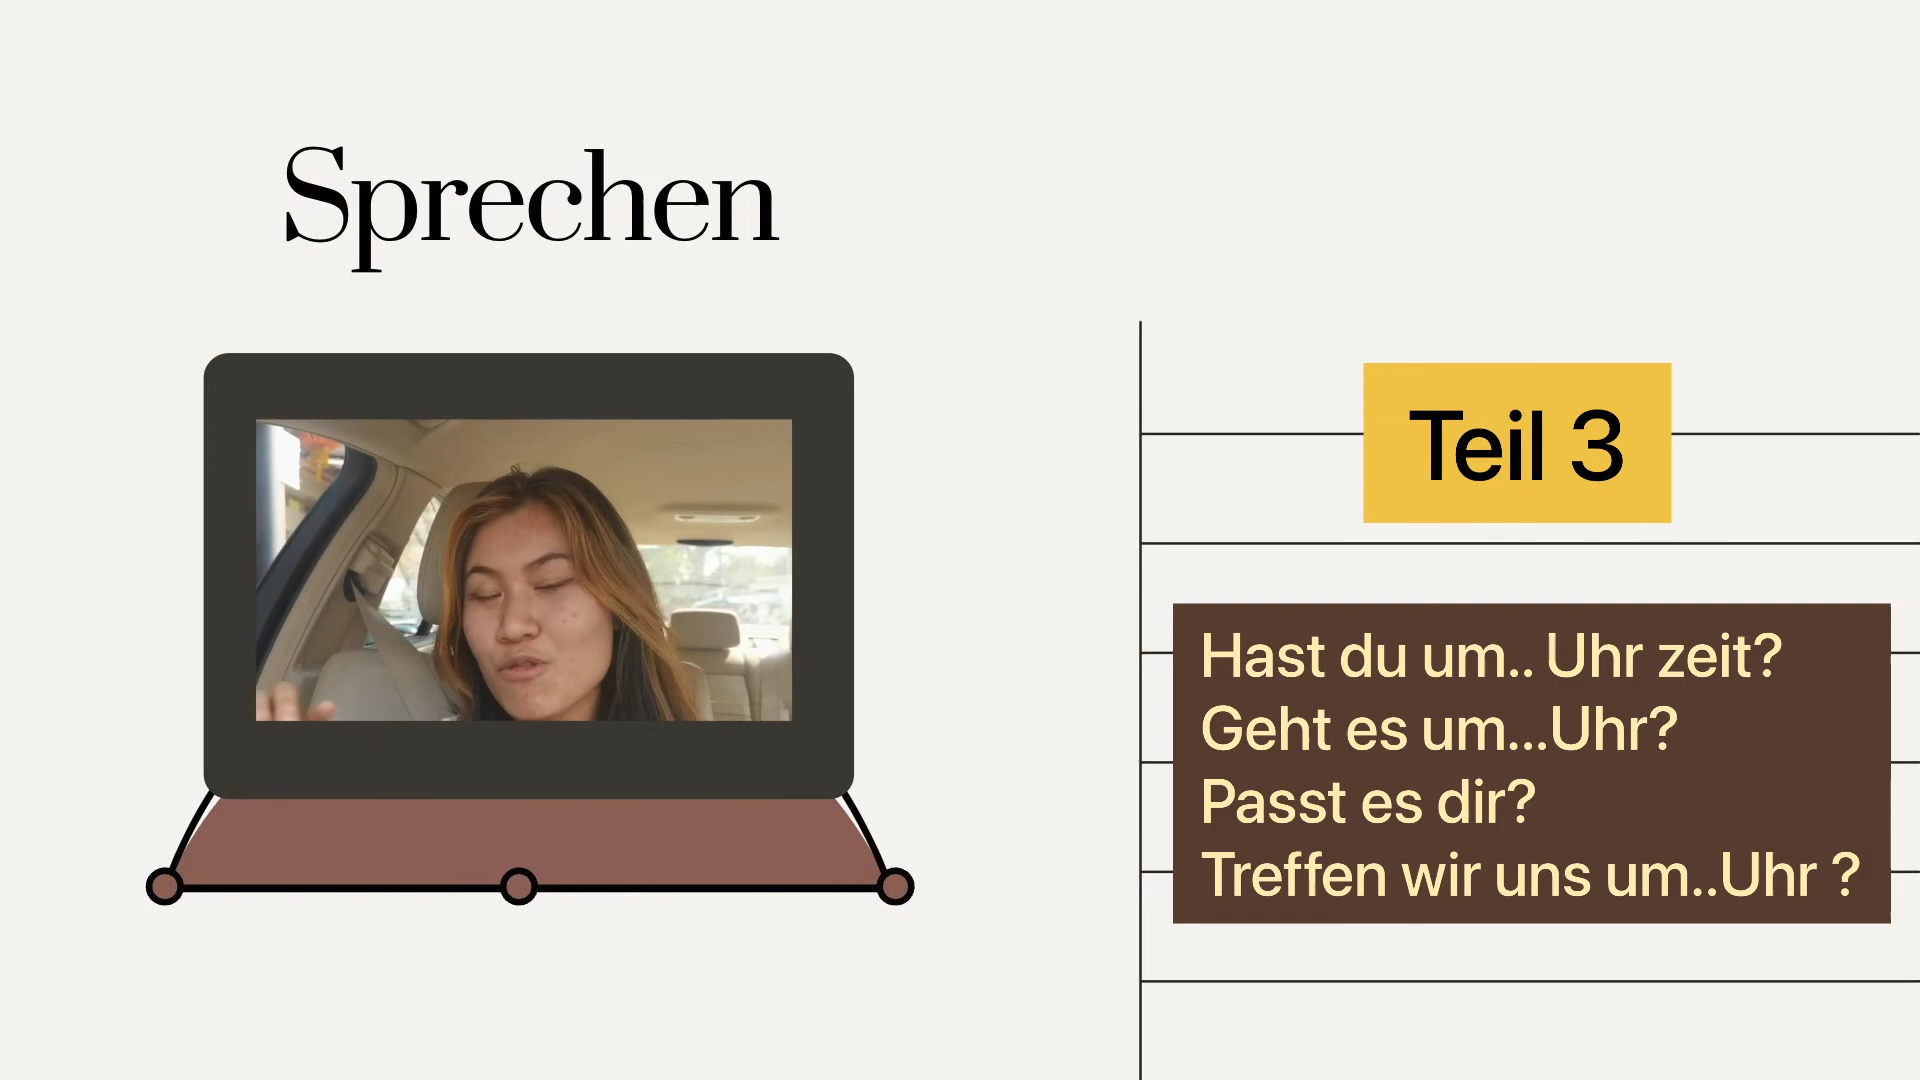 Sprechen
Teil 3
Hast du um.. Uhr zeit?
Geht es um...Uhr?
Passt es dir?
Treffen wir uns um..Uhr ?